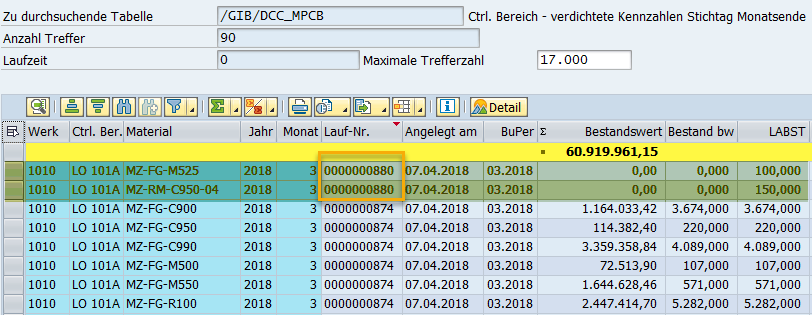 Zu durchsuchende Tabelle /GIB/DCC_MPCB Ctrl. Bereich - verdichtete Kennzahlen Stichtag Monatsende
Anzahl Treffer 90
Laufzeit 0 Maximale Trefferzahl 17.000
Detail
Werk Ctrl. Ber. Material Jahr Monat Lauf-Nr. Angelegt am BuPer Σ Bestandswert Bestand bw LABST
60.919.961,15
1010 LO 101A MZ-FG-M525 2018 3 0000000880 07.04.2018 03.2018 0,00 0,000 100,000
1010 LO 101A MZ-RM-C950-04 2018 3 0000000880 07.04.2018 03.2018 0,00 0,000 150,000
1010 LO 101A MZ-FG-C900 2018 3 0000000874 07.04.2018 03.2018 1.164.033,42 3.674,000 3.674,000
1010 LO 101A MZ-FG-C950 2018 3 0000000874 07.04.2018 03.2018 114.382,40 220,000 220,000
1010 LO 101A MZ-FG-C990 2018 3 0000000874 07.04.2018 03.2018 3.359.358,84 4.089,000 4.089,000
1010 LO 101A MZ-FG-M500 2018 3 0000000874 07.04.2018 03.2018 72.513,90 107,000 107,000
1010 LO 101A MZ-FG-M550 2018 3 0000000874 07.04.2018 03.2018 1.644.628,46 571,000 571,000
1010 LO 101A MZ-FG-R100 2018 3 0000000874 07.04.2018 03.2018 2.447.414,70 5.282,000 5.282,000